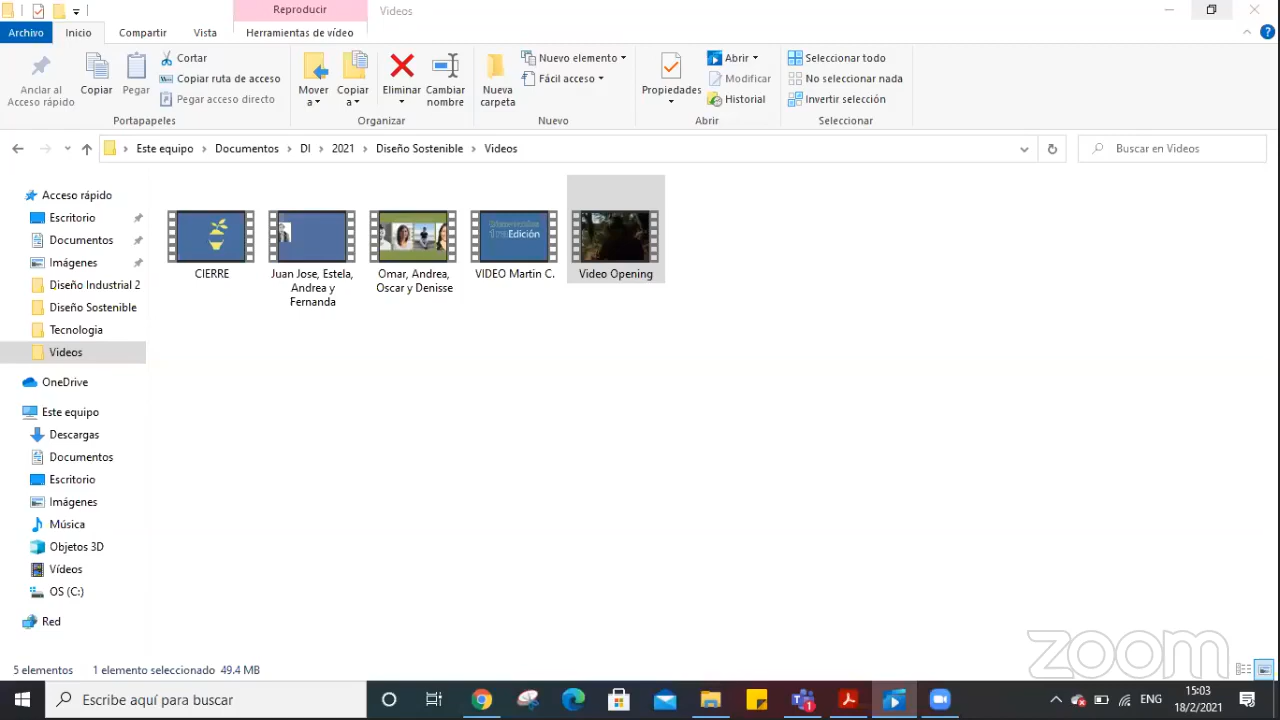 Reproducir
Videos
Archivo
Inicio
Compartir
Vista
Herramientas de vídeo
Anclar al
Acceso rápido
Copiar
Pegar
Cortar
Copiar ruta de acceso
Pegar acceso directo
Portapapeles
Mover
a
Copiar
a
Eliminar
Cambiar
nombre
Organizar
Nueva
carpeta
Nuevo elemento
Fácil acceso
Nuevo
Propiedades
Abrir
Modificar
Historial
Abrir
Seleccionar todo
No seleccionar nada
Invertir selección
Seleccionar
Este equipo > Documentos > DI > 2021 > Diseño Sostenible > Videos
Buscar en Videos
Acceso rápido
Escritorio
Documentos
Imágenes
Diseño Industrial 2
Diseño Sostenible
Tecnologia
Videos
OneDrive
Este equipo
Descargas
Documentos
Escritorio
Imágenes
Música
Objetos 3D
Vídeos
OS (C:)
Red
CIERRE
Juan Jose, Estela,
Andrea y
Fernanda
Omar, Andrea,
Oscar y Denisse
1ra Edición
VIDEO Martin C.
Video Opening
zoom
5 elementos
1 elemento seleccionado 49.4 MB
Escribe aquí para buscar
1
ENG
15:03
18/2/2021